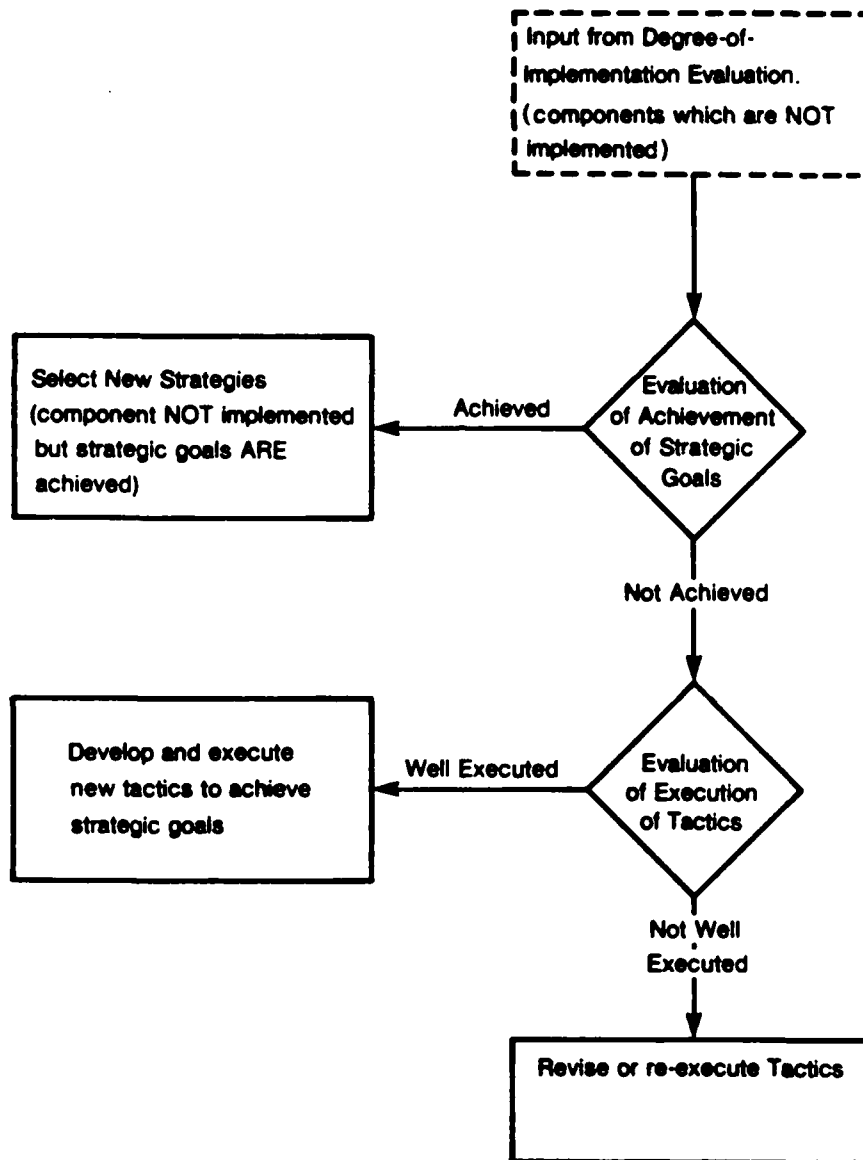 Input from Degree-of-
Implementation Evaluation.
(components which are NOT
implemented)
Select New Strategies
(component NOT implemented
but strategic goals ARE
achieved)
Achieved
Evaluation
of Achievement
of Strategic
Goals
Not Achieved
Develop and execute
new tactics to achieve
strategic goals
Well Executed
Evaluation
of Execution
of Tactics
Not Well
Executed
Revise or re-execute Tactics